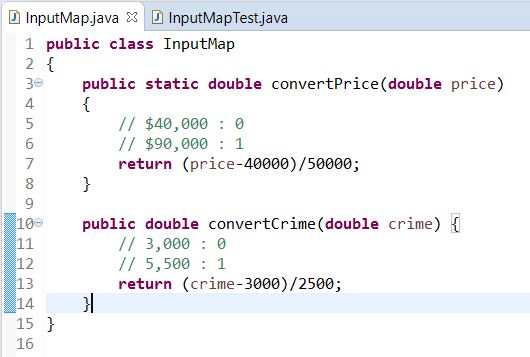 InputMap.java InputMapTest.java
1 public class InputMap
2 {
3 public static double convertPrice(double price)
4 {
5 // $40,000 : 0
6 // $90,000 : 1
7 return (price-40000)/50000;
8 }
9
10 public double convertCrime(double crime) {
11 // 3,000 : 0
12 // 5,500 : 1
13 return (crime-3000)/2500;
14 }
15 }
16